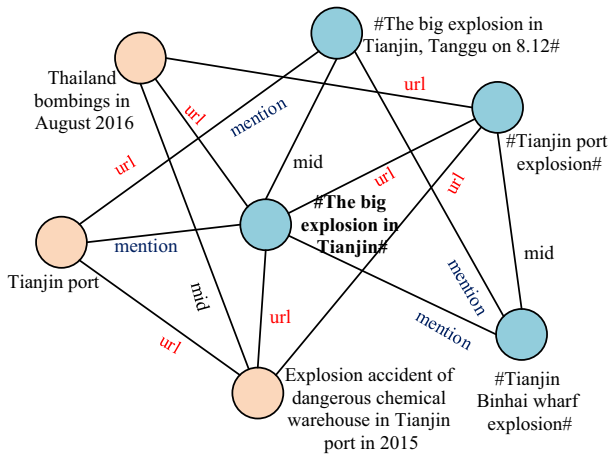 #The big explosion in
Tianjin, Tanggu on 8.12#
Thailand
bombings in
August 2016
url
url
mention
url
#Tianjin port
explosion#
mid
url
url
#The big
explosion in
Tianjin#
mention
Tianjin port
mid
mid
mention
url
mention
url
Explosion accident of
dangerous chemical
warehouse in Tianjin
port in 2015
#Tianjin
Binhai wharf
explosion#